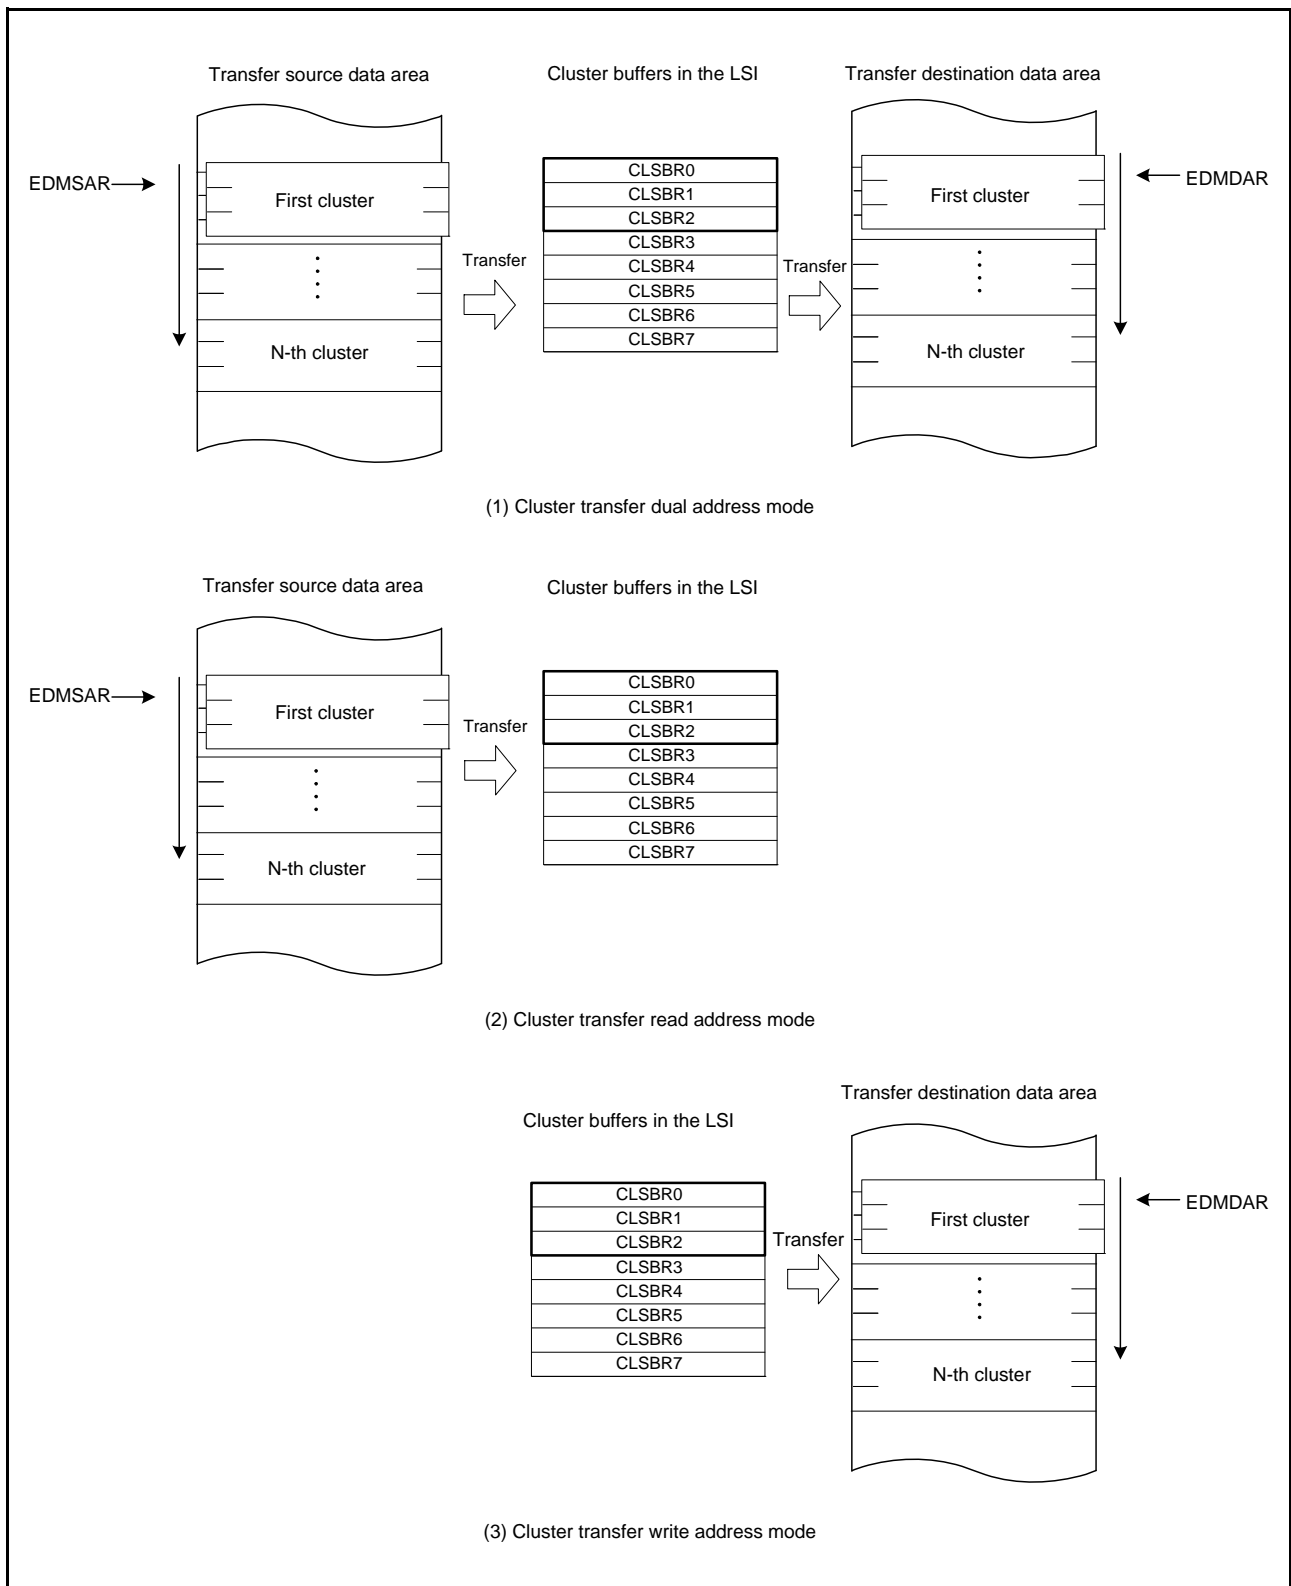 Transfer source data area
Cluster buffers in the LSI
Transfer destination data area
EDMSAR
First cluster
N-th cluster
Transfer
CLSBR0
CLSBR1
CLSBR2
CLSBR3
CLSBR4
CLSBR5
CLSBR6
CLSBR7
Transfer
First cluster
N-th cluster
EDMDAR
(1) Cluster transfer dual address mode
Transfer source data area
Cluster buffers in the LSI
EDMSAR
First cluster
N-th cluster
Transfer
CLSBR0
CLSBR1
CLSBR2
CLSBR3
CLSBR4
CLSBR5
CLSBR6
CLSBR7
(2) Cluster transfer read address mode
Cluster buffers in the LSI
Transfer destination data area
CLSBR0
CLSBR1
CLSBR2
CLSBR3
CLSBR4
CLSBR5
CLSBR6
CLSBR7
Transfer
First cluster
N-th cluster
EDMDAR
(3) Cluster transfer write address mode